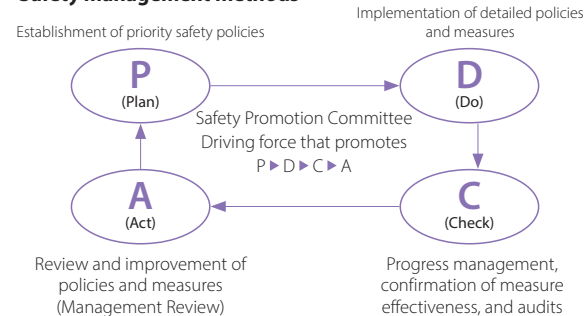 Safety Management Methods
Establishment of priority safety policies
Implementation of detailed policies
and measures
P
(Plan)
D
(Do)
Safety Promotion Committee
Driving force that promotes
P ▶ D ▶ C ▶ A
A
(Act)
C
(Check)
Review and improvement of
policies and measures
(Management Review)
Progress management,
confirmation of measure
effectiveness, and audits